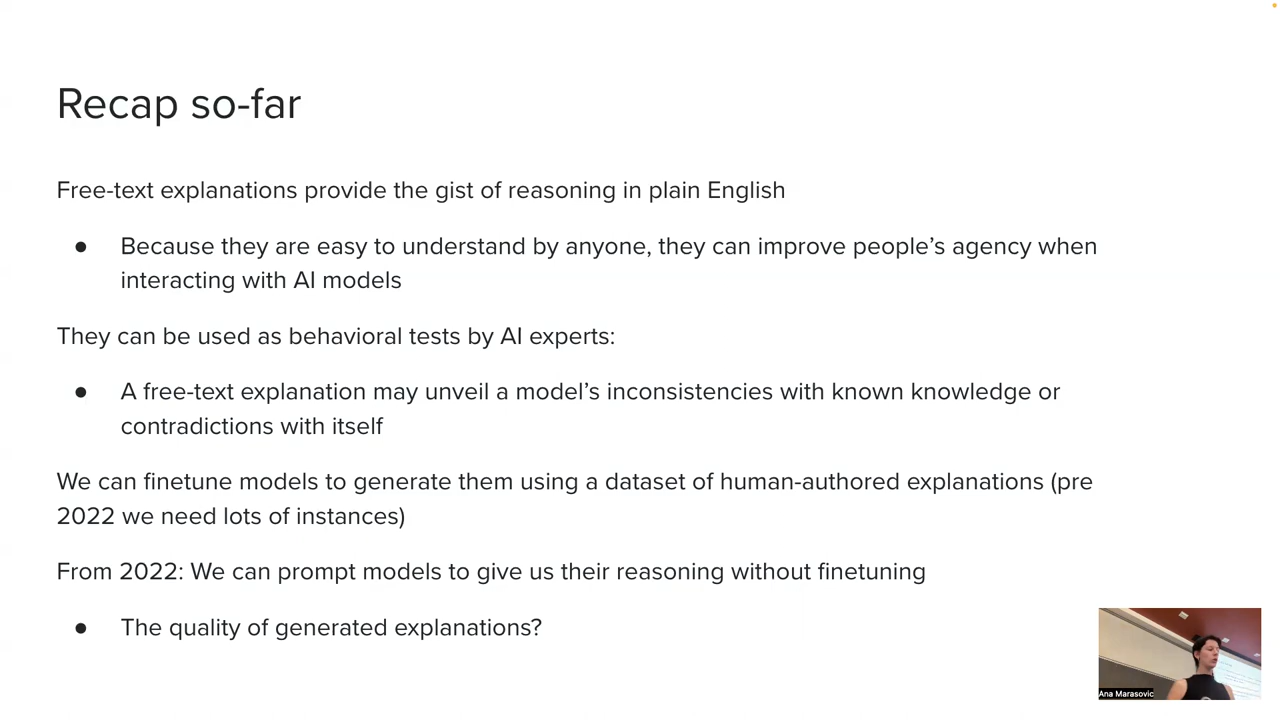 Recap so-far
Free-text explanations provide the gist of reasoning in plain English
● Because they are easy to understand by anyone, they can improve people’s agency when
interacting with AI models
They can be used as behavioral tests by AI experts:
● A free-text explanation may unveil a model’s inconsistencies with known knowledge or
contradictions with itself
We can finetune models to generate them using a dataset of human-authored explanations (pre
2022 we need lots of instances)
From 2022: We can prompt models to give us their reasoning without finetuning
● The quality of generated explanations?
Ana Marasovic